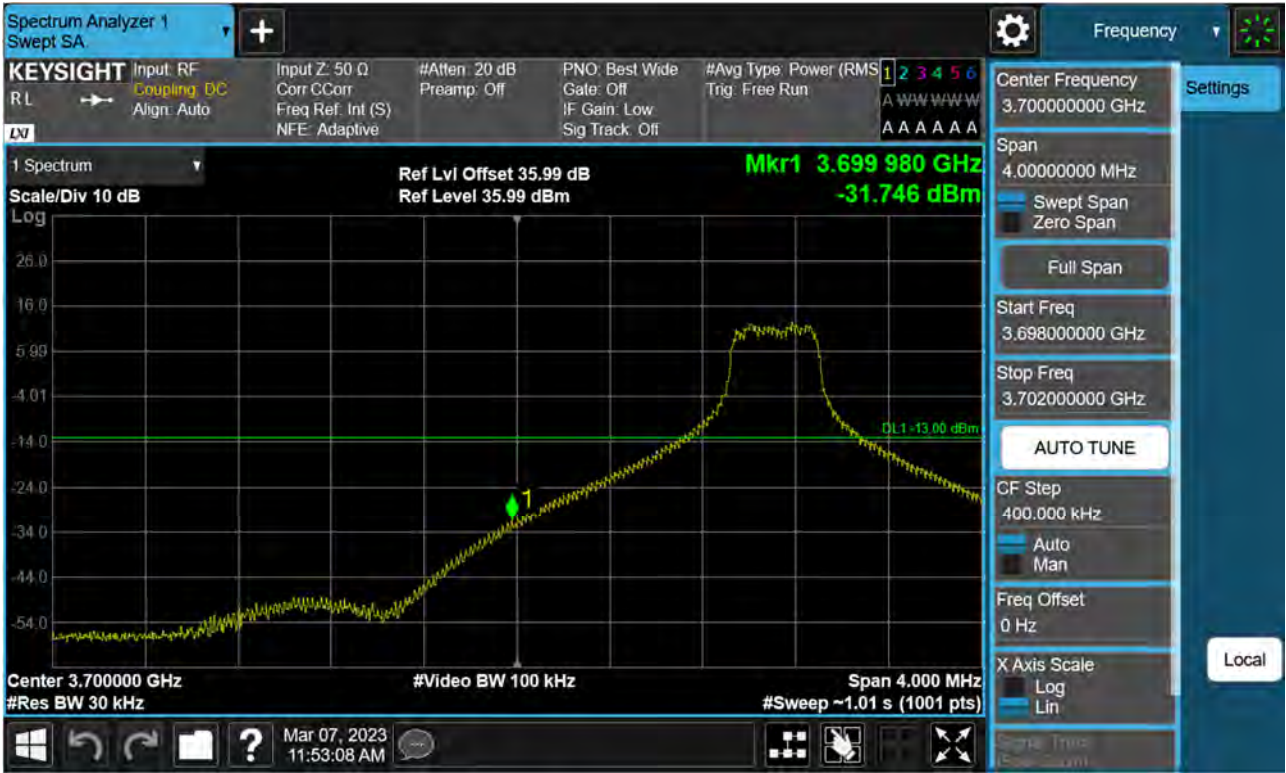 Spectrum Analyzer 1
Swept SA
+
Frequency
KEYSIGHT
RL
LXI
Input: RF
Coupling: DC
Align: Auto
Input Z: 50 Ω
Corr CCorr
Freq Ref: Int (S)
NFE: Adaptive
#Atten: 20 dB
Preamp: Off
PNO: Best Wide
Gate: Off
IF Gain: Low
Sig Track: Off
#Avg Type: Power (RMS
Trig: Free Run
1 2 3 4 5 6
A W W W W W
A A A A A A
1 Spectrum
Scale/Div 10 dB
Log
Ref Lvl Offset 35.99 dB
Ref Level 35.99 dBm
Mkr1 3.699 980 GHz
-31.746 dBm
26.0
16.0
5.99
-4.01
-14.0
-24.0
-34.0
-44.0
-54.0
DL1 -13.00 dBm
1
Center 3.700000 GHz
#Res BW 30 kHz
#Video BW 100 kHz
Span 4.000 MHz
#Sweep ~1.01 s (1001 pts)
Center Frequency
3.700000000 GHz
Settings
Span
4.00000000 MHz
Swept Span
Zero Span
Full Span
Start Freq
3.698000000 GHz
Stop Freq
3.702000000 GHz
AUTO TUNE
CF Step
400.000 kHz
Auto
Man
Freq Offset
0 Hz
X Axis Scale
Log
Lin
Local
?
Mar 07, 2023
11:53:08 AM